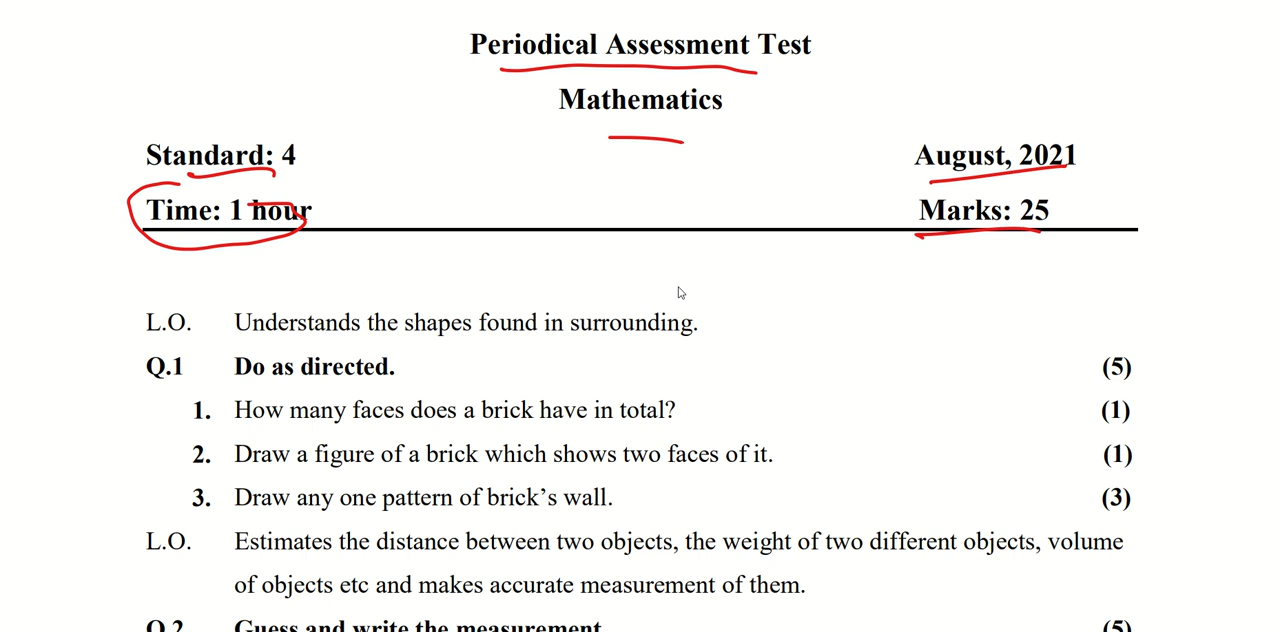 Periodical Assessment Test
Mathematics
Standard: 4 August, 2021
Time: 1 hour Marks: 25
L.O. Understands the shapes found in surrounding.
Q.1 Do as directed. (5)
1. How many faces does a brick have in total? (1)
2. Draw a figure of a brick which shows two faces of it. (1)
3. Draw any one pattern of brick’s wall. (3)
L.O. Estimates the distance between two objects, the weight of two different objects, volume
of objects etc and makes accurate measurement of them.
Q.2 Guess and write the measurement (5)